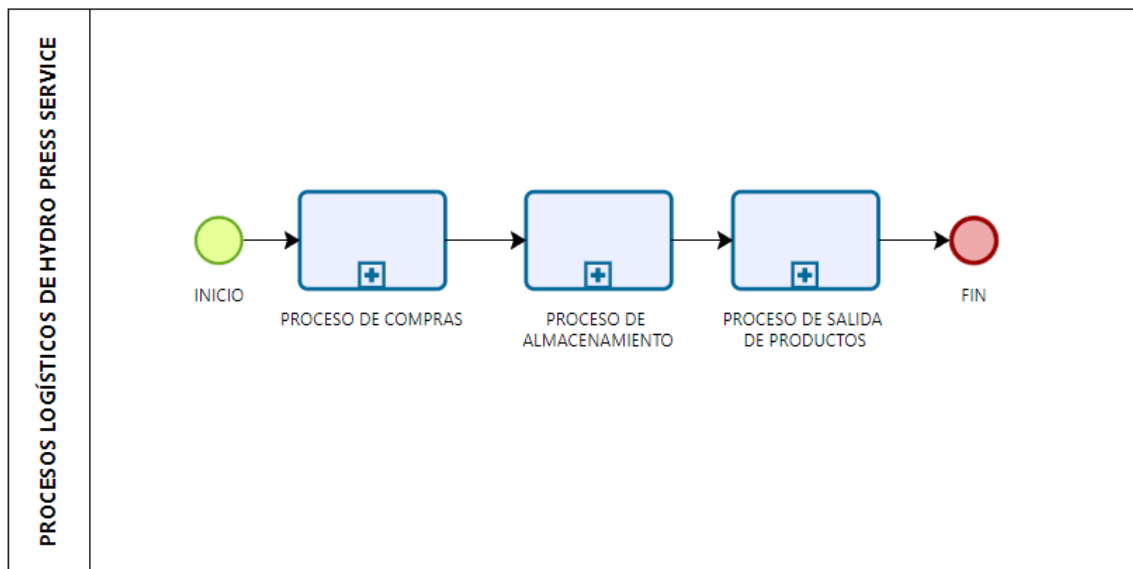 PROCESOS LOGÍSTICOS DE HYDRO PRESS SERVICE
INICIO
PROCESO DE COMPRAS
PROCESO DE
ALMACENAMIENTO
PROCESO DE SALIDA
DE PRODUCTOS
FIN